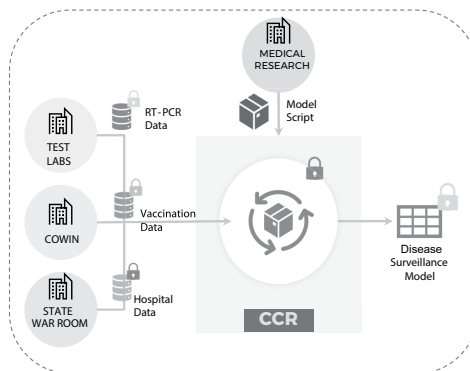 MEDICAL
RESEARCH
Model
Script
TEST
LABS
RT-PCR
Data
COWIN
Vaccination
Data
STATE
WAR ROOM
Hospital
Data
CCR
Disease
Surveillance
Model